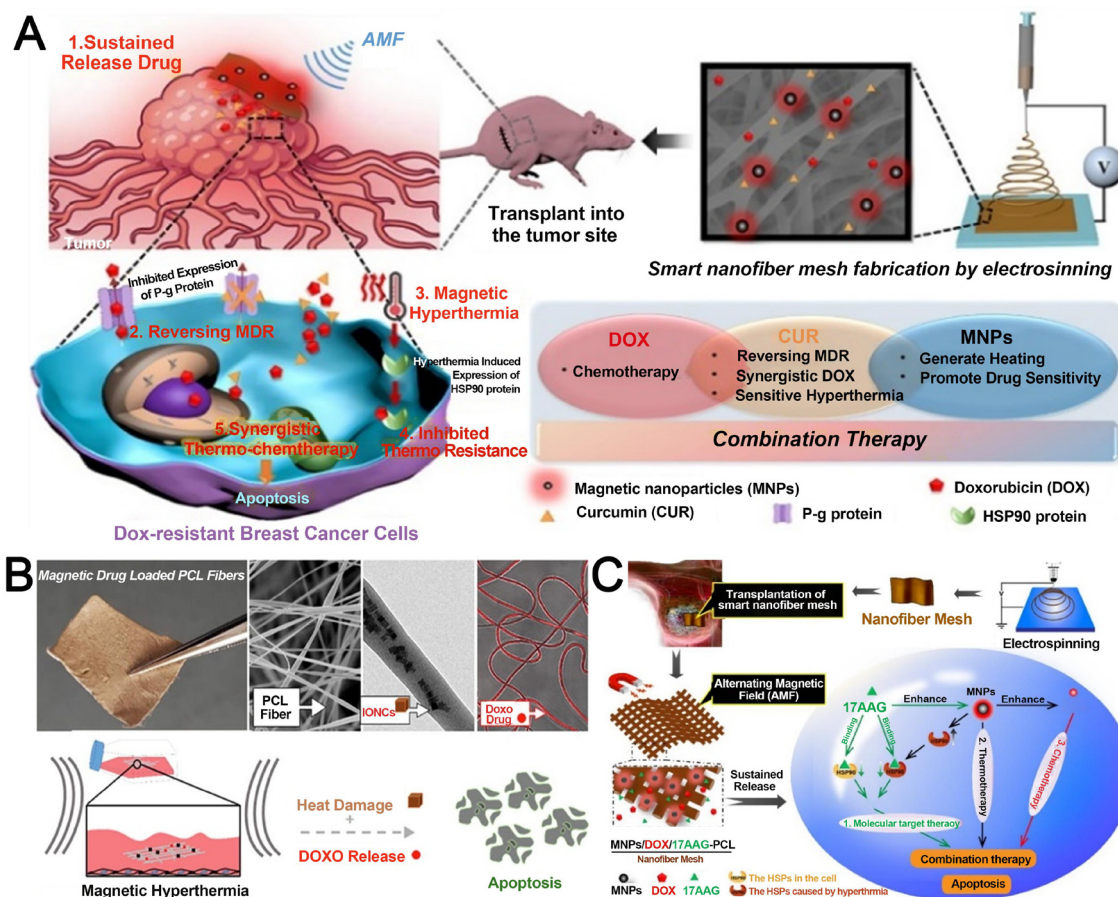 A
1.Sustained
Release Drug
AMF
Tumor
Transplant into
the tumor site
V
Smart nanofiber mesh fabrication by electrosinning
Inhibited Expression
of P-g Protein
2. Reversing MDR
3. Magnetic
Hyperthermia
Hyperthermia Induced
Expression of
HSP90 protein
4. Inhibited
Thermo Resistance
5.Synergistic
Thermo-chemtherapy
Apoptosis
Dox-resistant Breast Cancer Cells
DOX
Chemotherapy
CUR
Reversing MDR
Synergistic DOX
Sensitive Hyperthermia
MNPs
Generate Heating
Promote Drug Sensitivity
Combination Therapy
Magnetic nanoparticles (MNPs)
Doxorubicin (DOX)
Curcumin (CUR)
P-g protein
HSP90 protein
B
Magnetic Drug Loaded PCL Fibers
PCL
Fiber
IONCs
Doxo
Drug
Magnetic Hyperthermia
Heat Damage
+
DOXO Release
Apoptosis
C
Transplantation of
smart nanofiber mesh
Nanofiber Mesh
Electrospinning
Alternating Magnetic
Field (AMF)
Sustained
Release
MNPs/DOX/17AAG-PCL
Nanofiber Mesh
MNPs
DOX
17AAG
HSP90
The HSPs in the cell
HSP90
The HSPs caused by hyperthrmia
17AAG
Enhance
MNPs
Enhance
Binding
Binding
HSP90
HSP90
HSP90
1. Molecular target theraoy
2. Thermotherapy
3. Chemotherapy
Combination therapy
Apoptosis